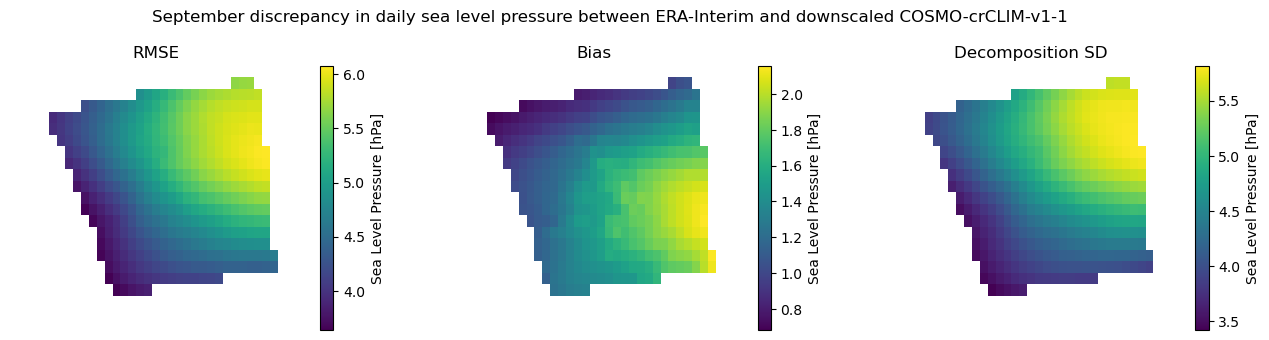 September discrepancy in daily sea level pressure between ERA-Interim and downscaled COSMO-crCLIM-v1-1
RMSE
6.0
5.5
5.0
4.5
4.0
Sea Level Pressure [hPa]
Bias
2.0
1.8
1.6
1.4
1.2
1.0
0.8
Sea Level Pressure [hPa]
Decomposition SD
5.5
5.0
4.5
4.0
3.5
Sea Level Pressure [hPa]